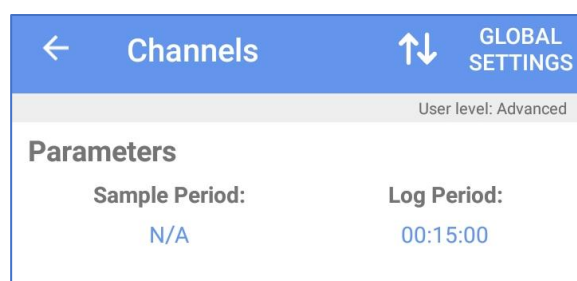 Channels
GLOBAL
SETTINGS
User level: Advanced
Parameters
Sample Period: Log Period:
N/A 00:15:00